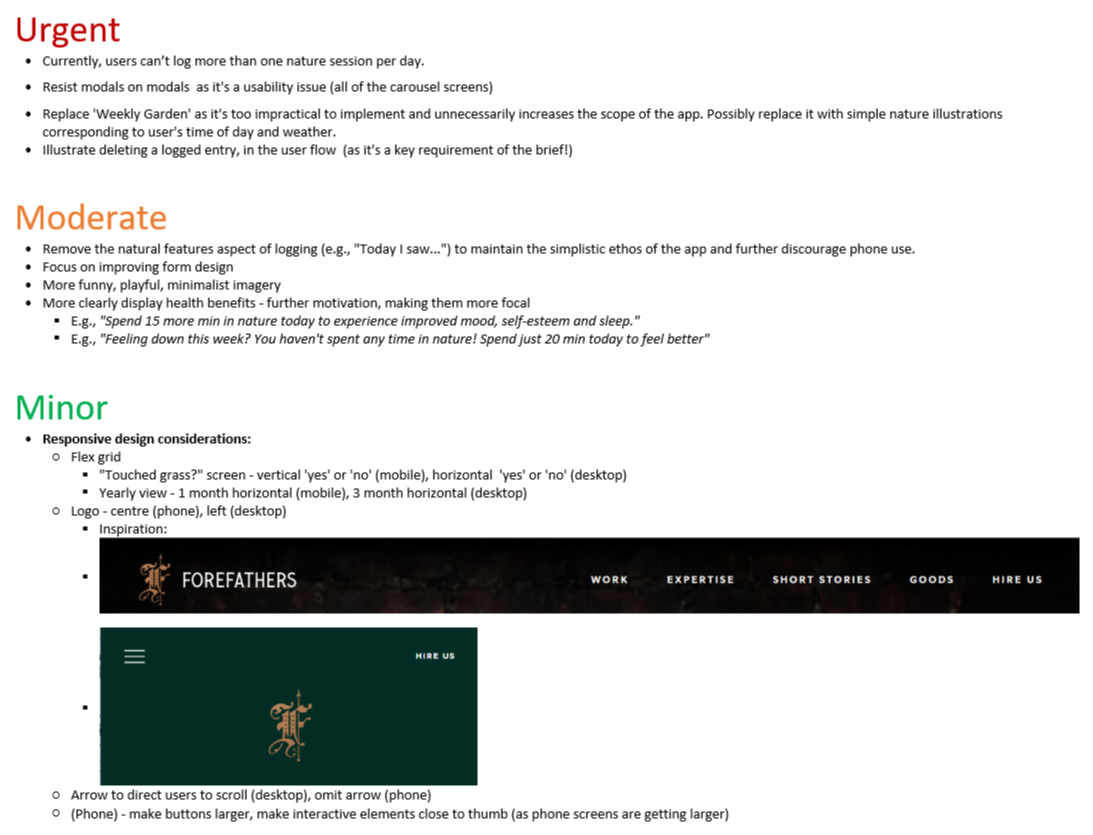 Urgent
• Currently, users can't log more than one nature session per day.
• Resist modals on modals  as it's a usability issue (all of the carousel screens)
• Replace 'Weekly Garden' as it's too impractical to implement and unnecessarily increases the scope of the app. Possibly replace it with simple nature illustrations
corresponding to user's time of day and weather.
• Illustrate deleting a logged entry, in the user flow  (as it's a key requirement of the brief!)
Moderate
• Remove the natural features aspect of logging (e.g., "Today I saw...") to maintain the simplistic ethos of the app and further discourage phone use.
• Focus on improving form design
• More funny, playful, minimalist imagery
• More clearly display health benefits - further motivation, making them more focal
▪ E.g., "Spend 15 more min in nature today to experience improved mood, self-esteem and sleep."
▪ E.g., "Feeling down this week? You haven't spent any time in nature! Spend just 20 min today to feel better"
Minor
• Responsive design considerations:
○ Flex grid
▪ "Touched grass?" screen - vertical 'yes' or 'no' (mobile), horizontal  'yes' or 'no' (desktop)
▪ Yearly view - 1 month horizontal (mobile), 3 month horizontal (desktop)
○ Logo - centre (phone), left (desktop)
▪ Inspiration:
▪ FOREFATHERS WORK EXPERTISE SHORT STORIES GOODS HIRE US
HIRE US
▪ F
○ Arrow to direct users to scroll (desktop), omit arrow (phone)
○ (Phone) - make buttons larger, make interactive elements close to thumb (as phone screens are getting larger)